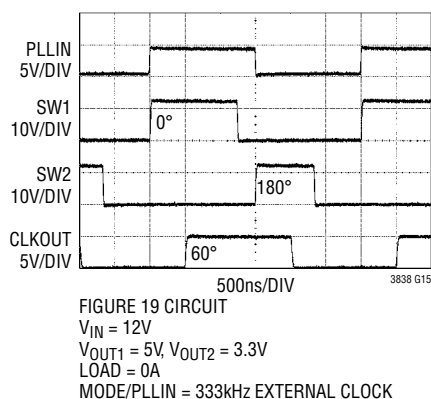 PLLIN
5V/DIV
SW1
10V/DIV
0°
SW2
10V/DIV
180°
CLKOUT
5V/DIV
60°
500ns/DIV
3838 G15
FIGURE 19 CIRCUIT
VIN = 12V
VOUT1 = 5V, VOUT2 = 3.3V
LOAD = 0A
MODE/PLLIN = 333kHz EXTERNAL CLOCK